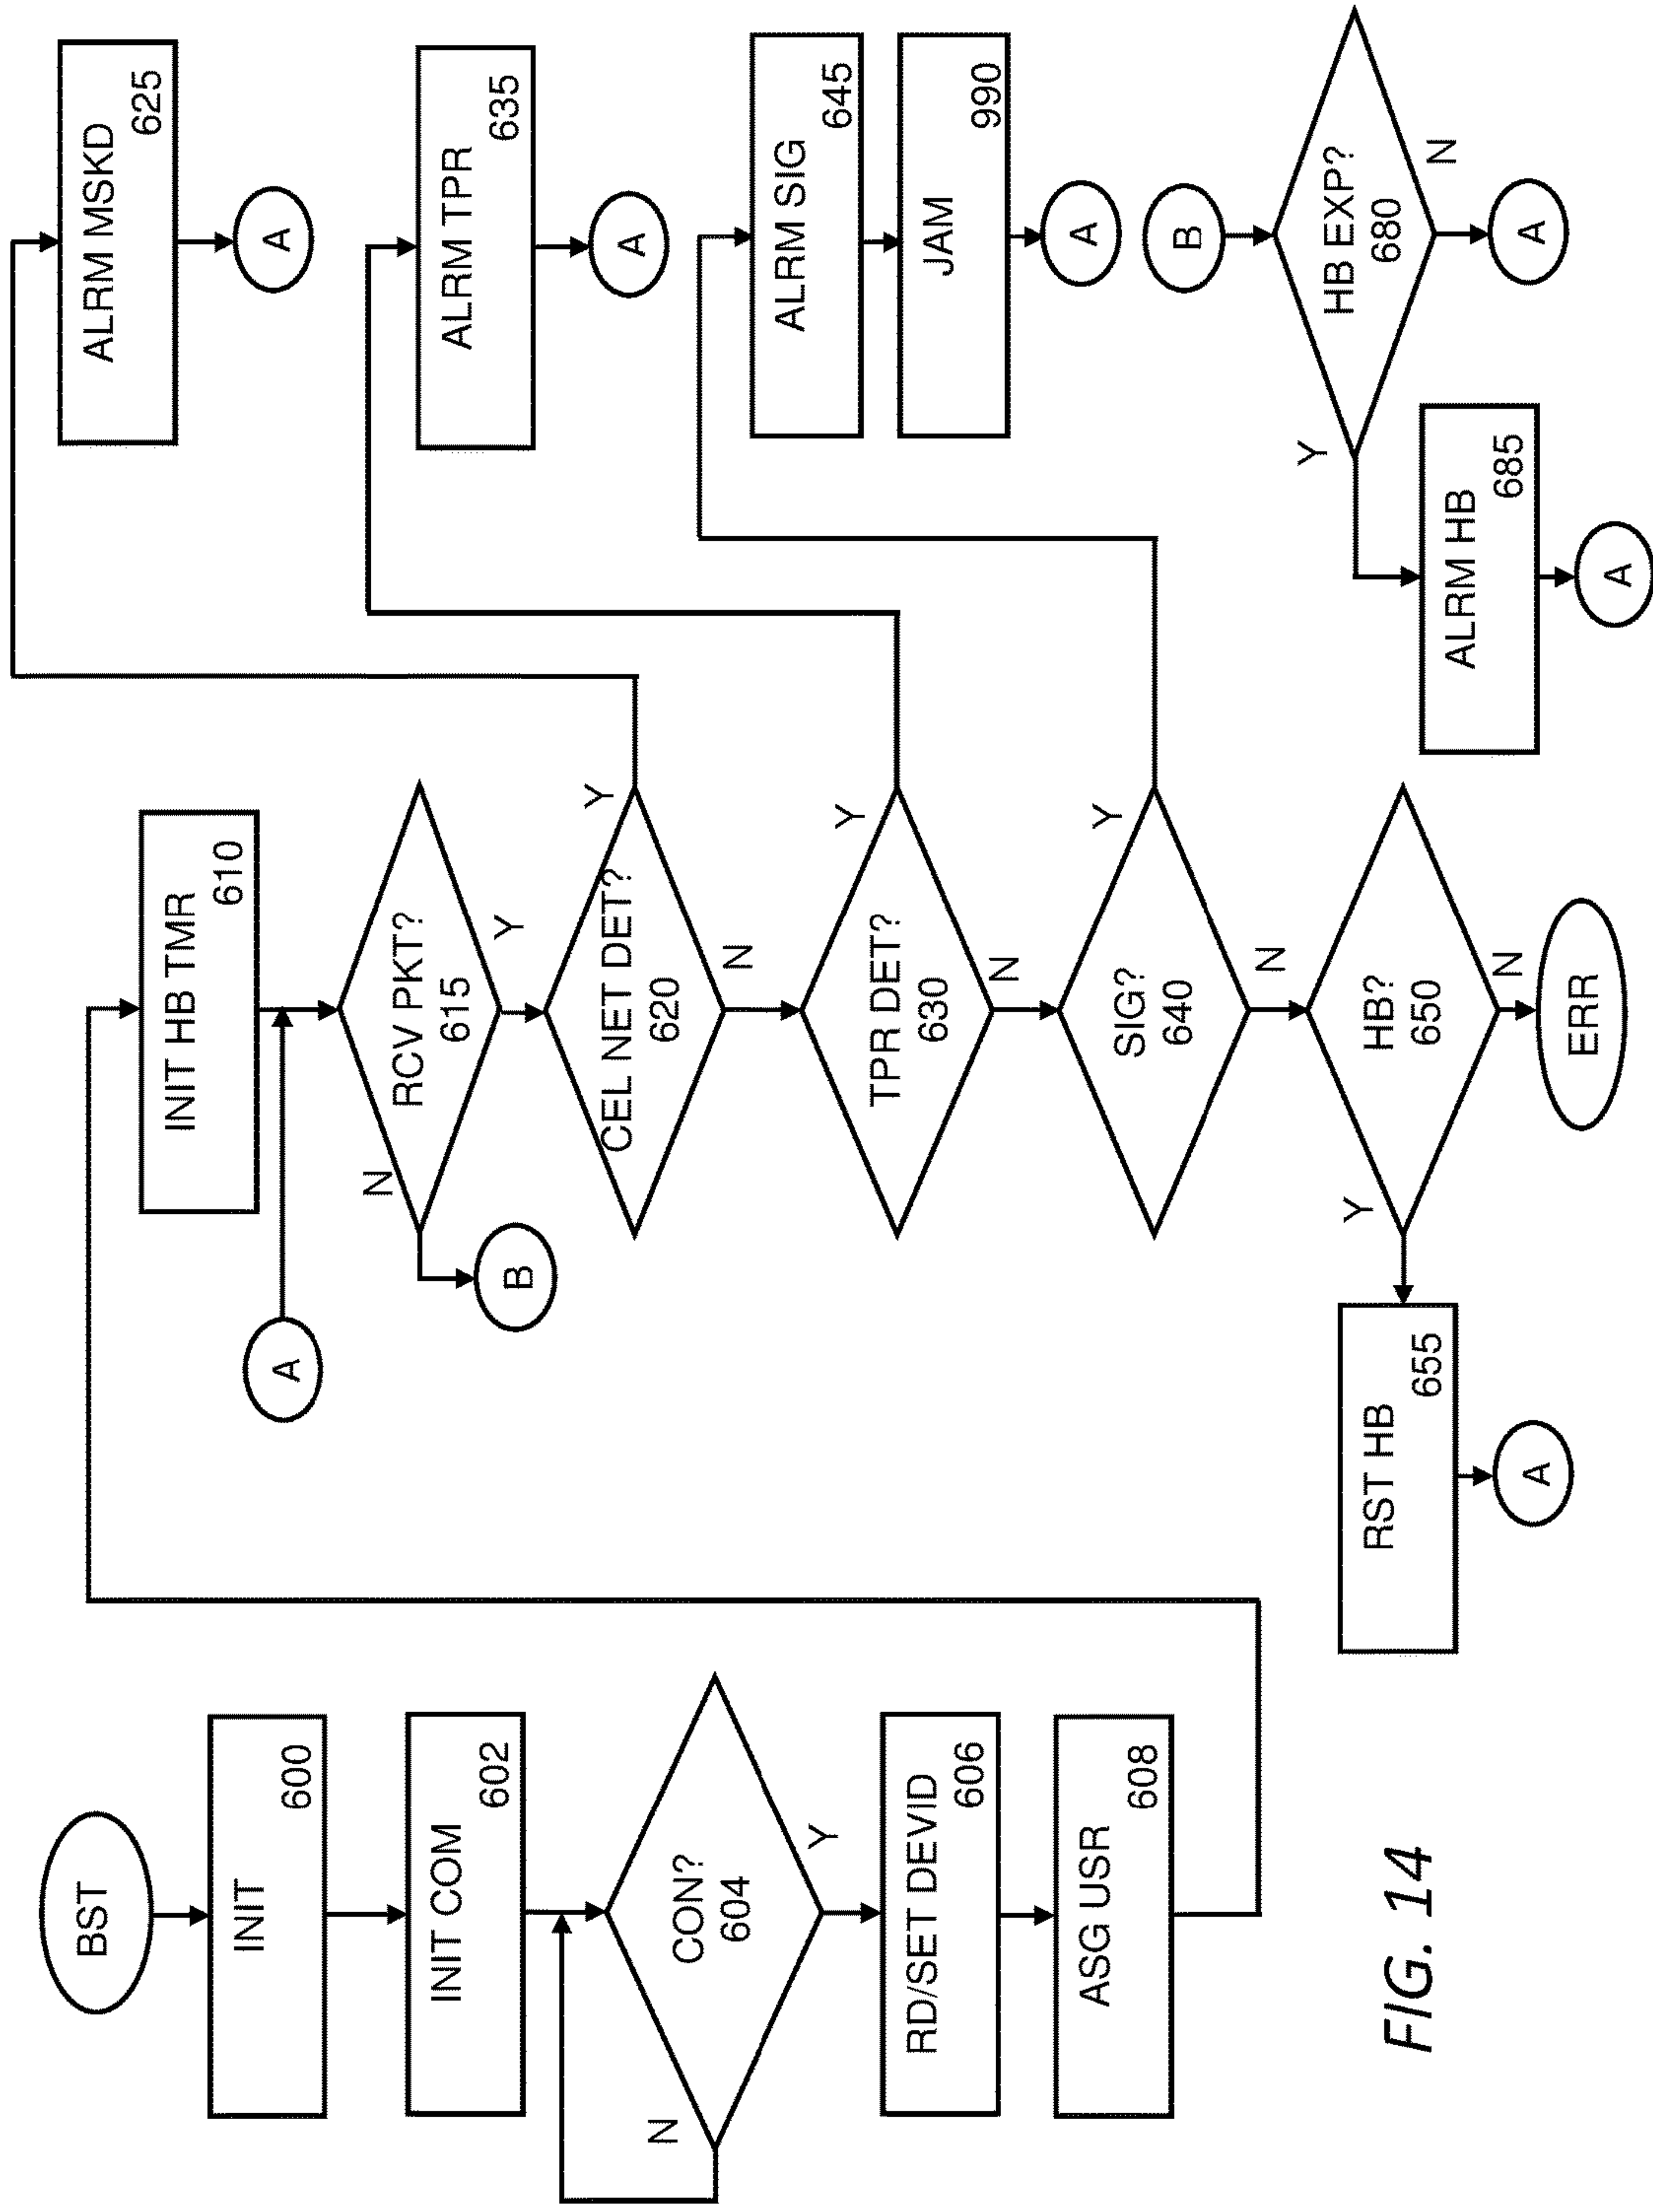 BST
INIT
600
INIT COM
602
CON?
604
N
Y
RD/SET DEVID
606
ASG USR
608
INIT HB TMR
610
A
RCV PKT?
615
N
Y
B
CEL NET DET?
620
Y
N
TPR DET?
630
Y
N
SIG?
640
Y
N
HB?
650
Y
N
RST HB
655
A
ERR
ALRM MSKD
625
A
ALRM TPR
635
A
ALRM SIG
645
JAM
990
A
B
HB EXP?
680
Y
N
ALRM HB
685
A
A
FIG. 14